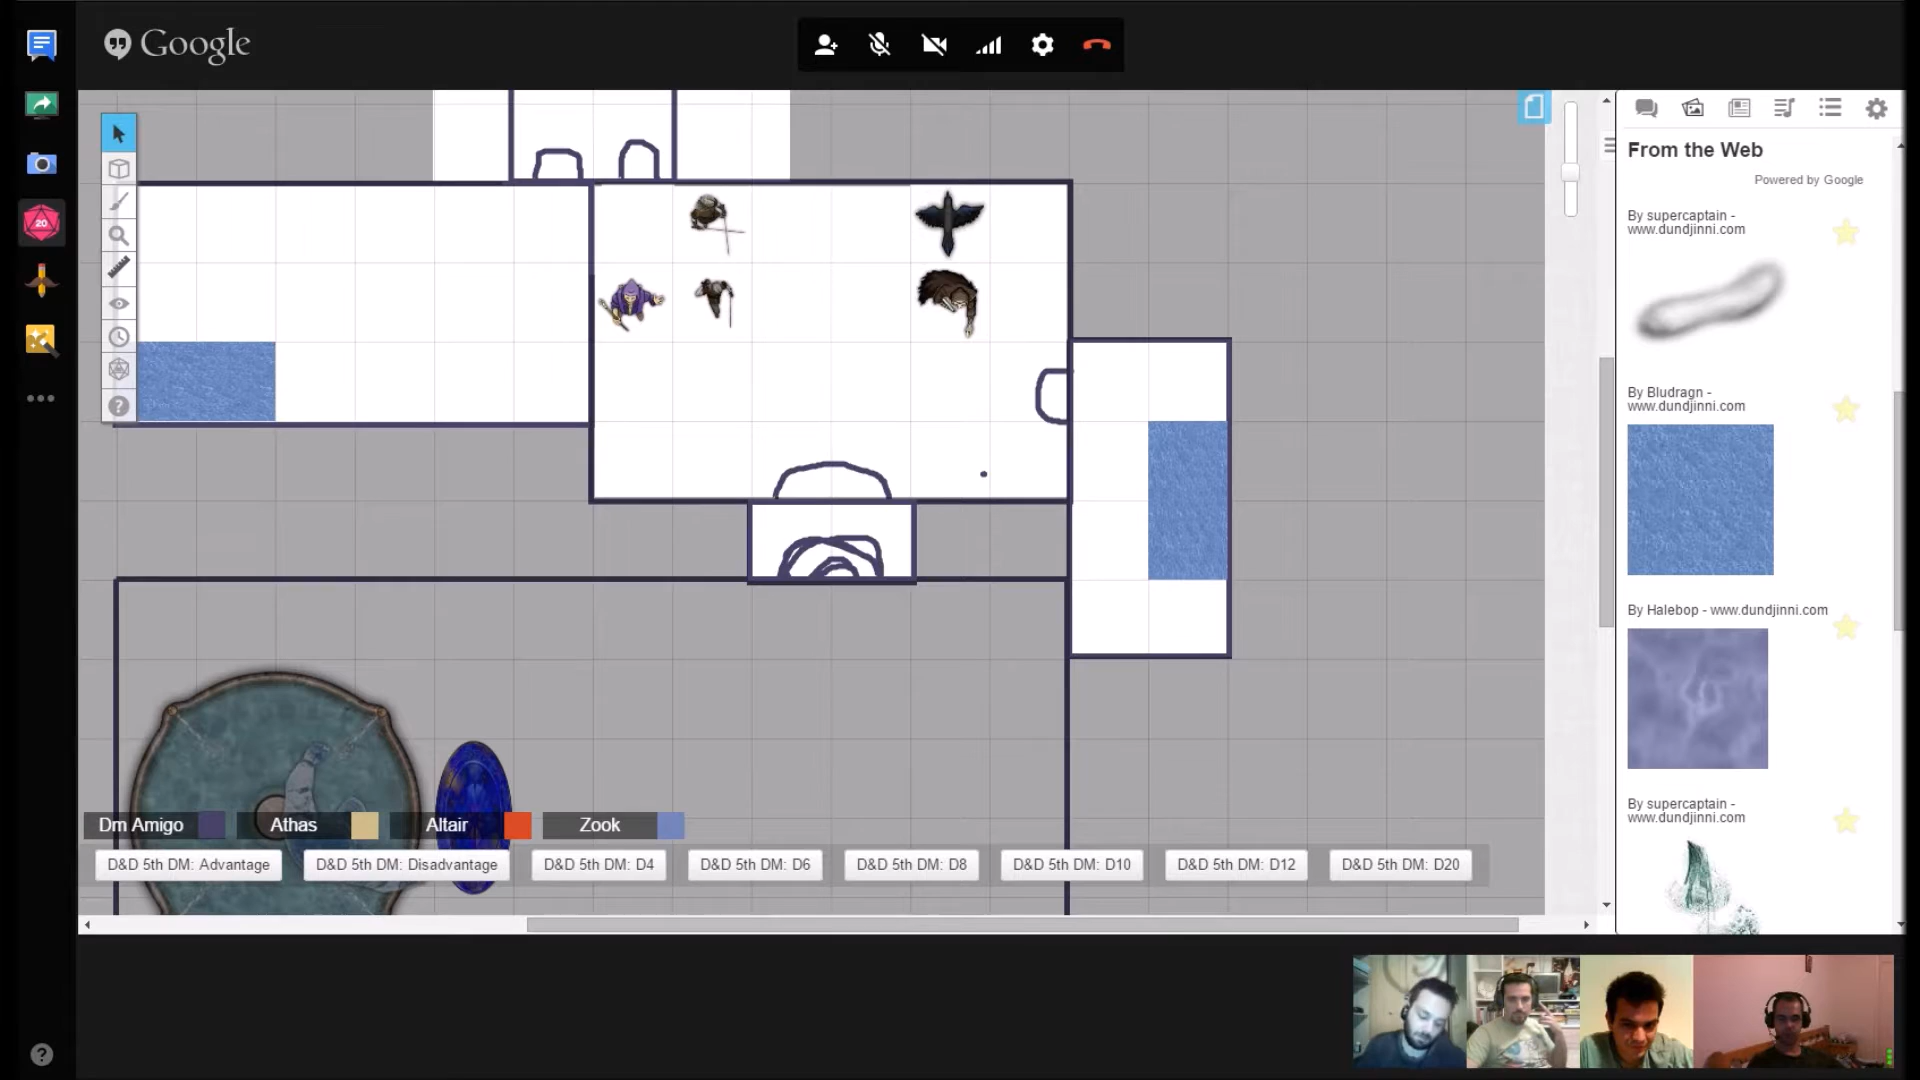 Google
20
From the Web
Powered by Google
By supercaptain -
www.dundjinni.com
By Bludragn -
www.dundjinni.com
By Halebop - www.dundjinni.com
By supercaptain -
www.dundjinni.com
Dm Amigo
Athas
Altair
Zook
D&D 5th DM: Advantage
D&D 5th DM: Disadvantage
D&D 5th DM: D4
D&D 5th DM: D6
D&D 5th DM: D8
D&D 5th DM: D10
D&D 5th DM: D12
D&D 5th DM: D20